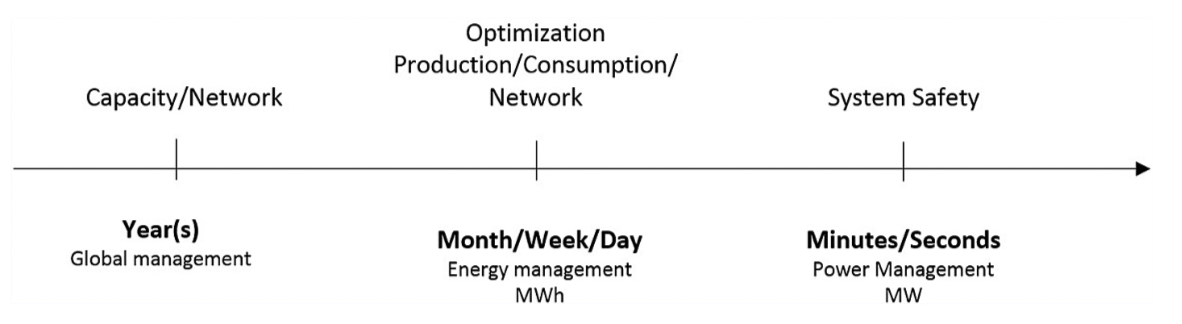 Optimization
Production/Consumption/
Network
Capacity/Network
System Safety
Year(s)
Global management
Month/Week/Day
Energy management
MWh
Minutes/Seconds
Power Management
MW